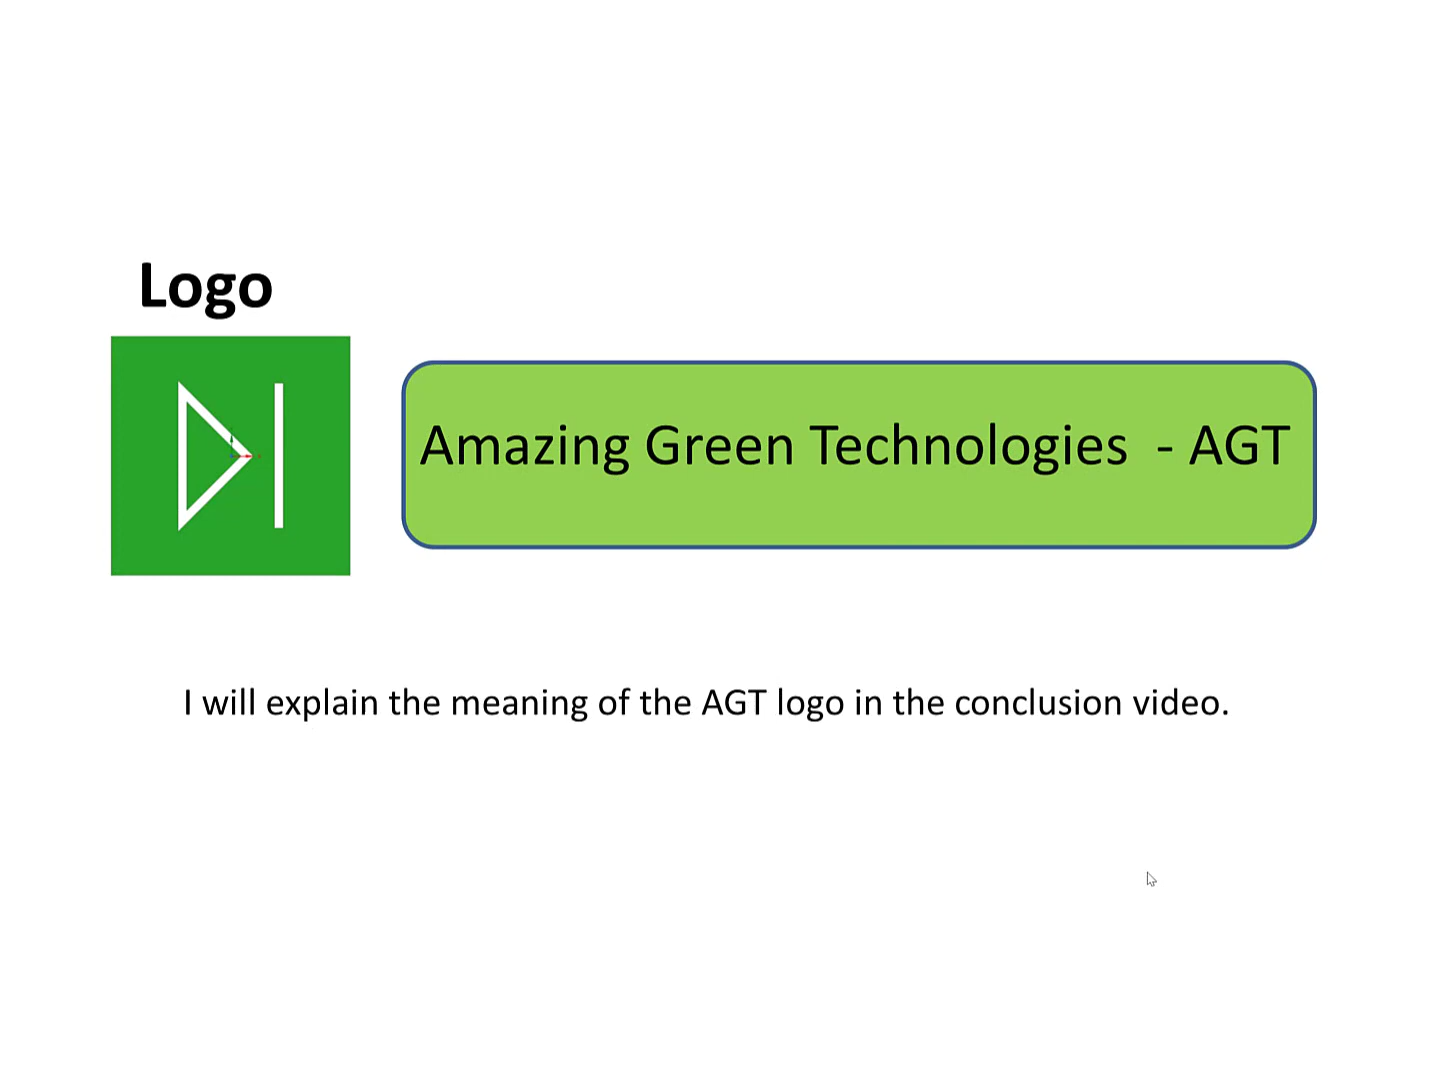 Logo
Amazing Green Technologies - AGT
I will explain the meaning of the AGT logo in the conclusion video.